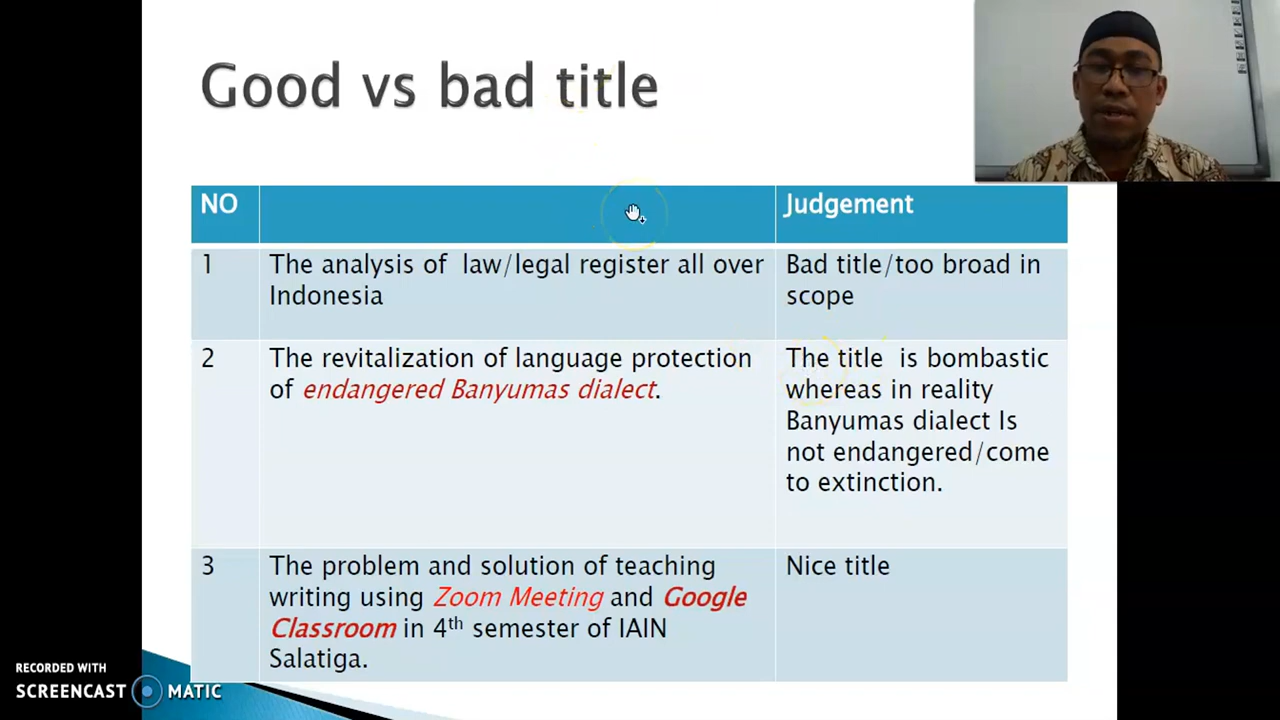 Good vs bad title
NO
Judgement
1
The analysis of law/legal register all over
Indonesia
Bad title/too broad in
scope
2
The revitalization of language protection
of endangered Banyumas dialect.
The title is bombastic
whereas in reality
Banyumas dialect Is
not endangered/come
to extinction.
3
The problem and solution of teaching
writing using Zoom Meeting and Google
Classroom in 4th semester of IAIN
Salatiga.
Nice title
RECORDED WITH
SCREENCAST MATIC